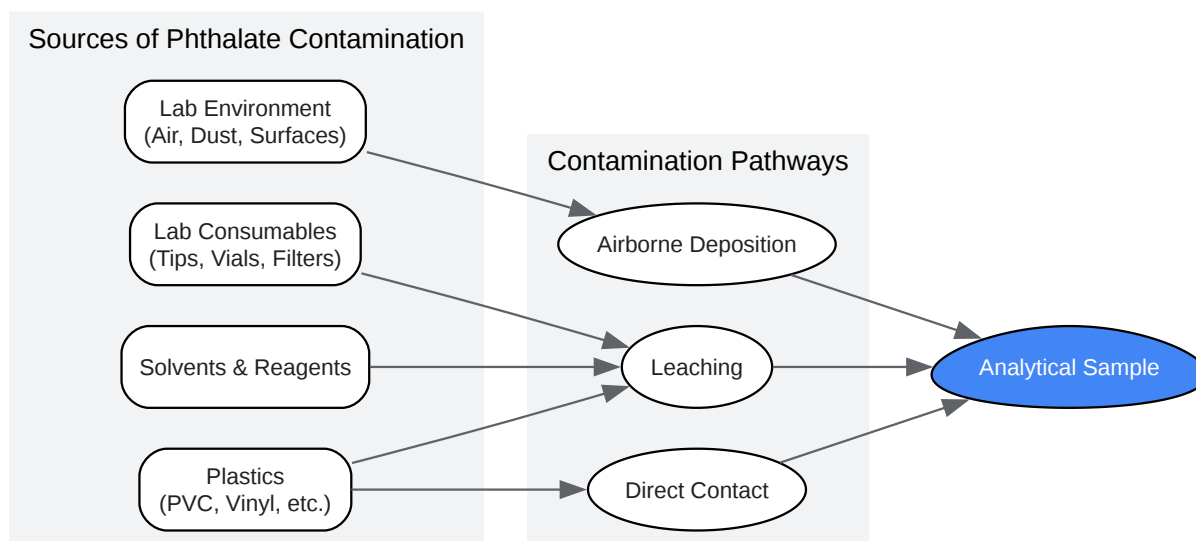 Sources of Phthalate Contamination
Lab Environment
(Air, Dust, Surfaces)
Lab Consumables
(Tips, Vials, Filters)
Solvents & Reagents
Plastics
(PVC, Vinyl, etc.)
Contamination Pathways
Airborne Deposition
Leaching
Direct Contact
Analytical Sample